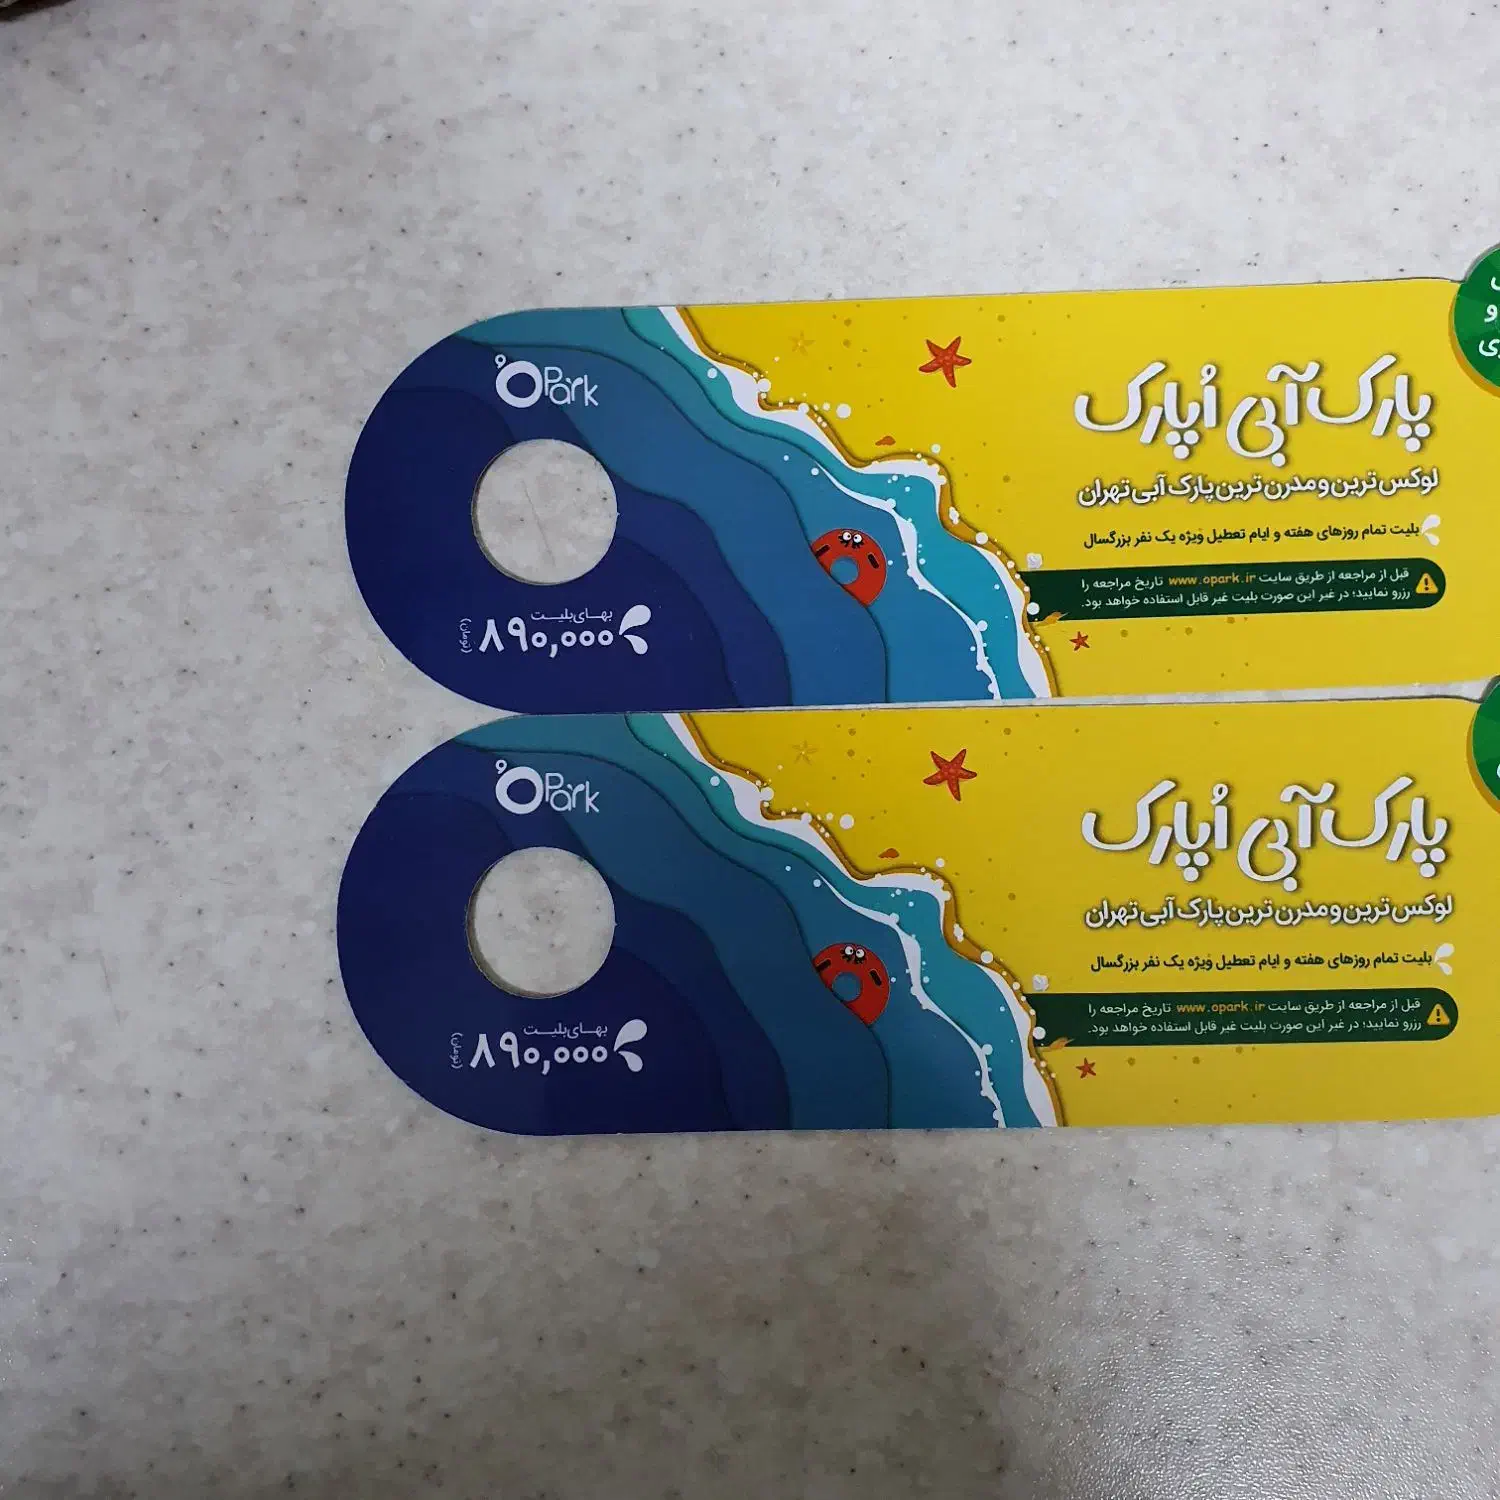 و
ری
پارک آبی اُپارک
لوکس‌ترین و مدرن‌ترین پارک آبی تهران
بلیت تمام روزهای هفته و ایام تعطیل ویژه یک نفر بزرگسال
قبل از مراجعه از طریق سایت www.opark.ir تاریخ مراجعه را
رزرو نمایید؛ در غیر این صورت بلیت غیر قابل استفاده خواهد بود.
OPark
بهای بلیت
۸۹۰,۰۰۰
(تومان)
پارک آبی اُپارک
لوکس‌ترین و مدرن‌ترین پارک آبی تهران
بلیت تمام روزهای هفته و ایام تعطیل ویژه یک نفر بزرگسال
قبل از مراجعه از طریق سایت www.opark.ir تاریخ مراجعه را
رزرو نمایید؛ در غیر این صورت بلیت غیر قابل استفاده خواهد بود.
OPark
بهای بلیت
۸۹۰,۰۰۰
(تومان)